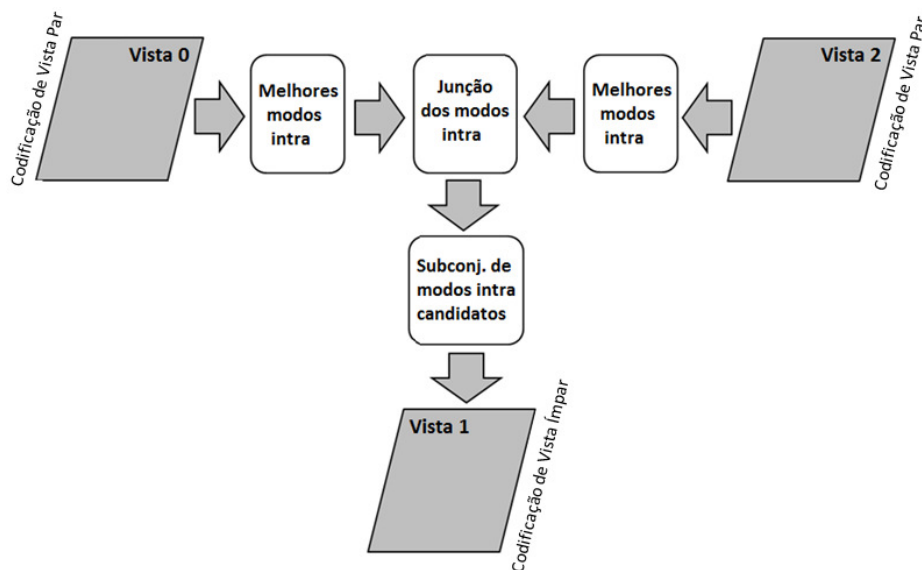 Codificação de Vista Par
Vista 0
Melhores
modos
intra
Junção
dos modos
intra
Melhores
modos
intra
Vista 2
Codificação de Vista Par
Subconj. de
modos intra
candidatos
Vista 1
Codificação de Vista Ímpar